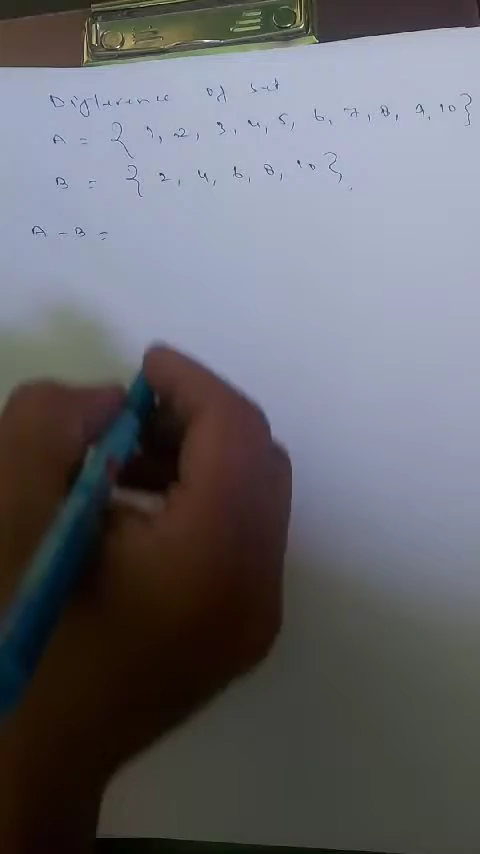 Difference of set
A = { 1, 2, 3, 4, 5, 6, 7, 8, 9, 10}
B = { 2, 4, 6, 8, 10},
A - B =